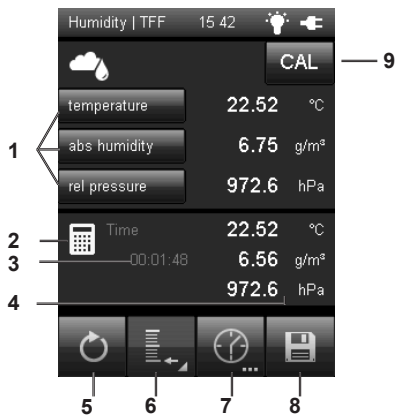 Humidity | TFF 15 42
CAL
9
temperature 22.52 °C
1
abs humidity 6.75 g/m³
rel pressure 972.6 hPa
2
Time 22.52 °C
3
00:01:48 6.56 g/m³
4
972.6 hPa
5 6 7 8